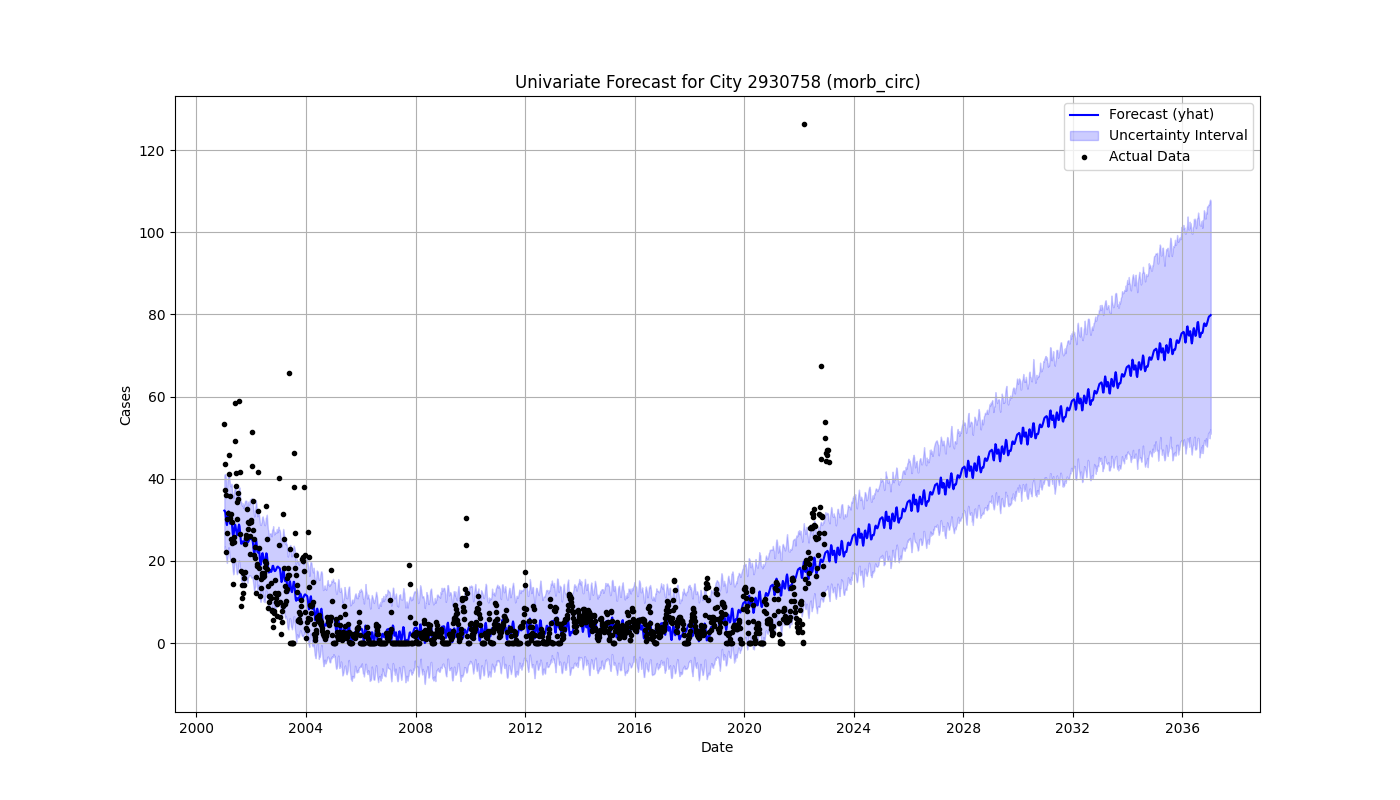 Univariate Forecast for City 2930758 (morb_circ)
Forecast (yhat)
Uncertainty Interval
Actual Data
Cases
120
100
80
60
40
20
0
2000 2004 2008 2012 2016 2020 2024 2028 2032 2036
Date